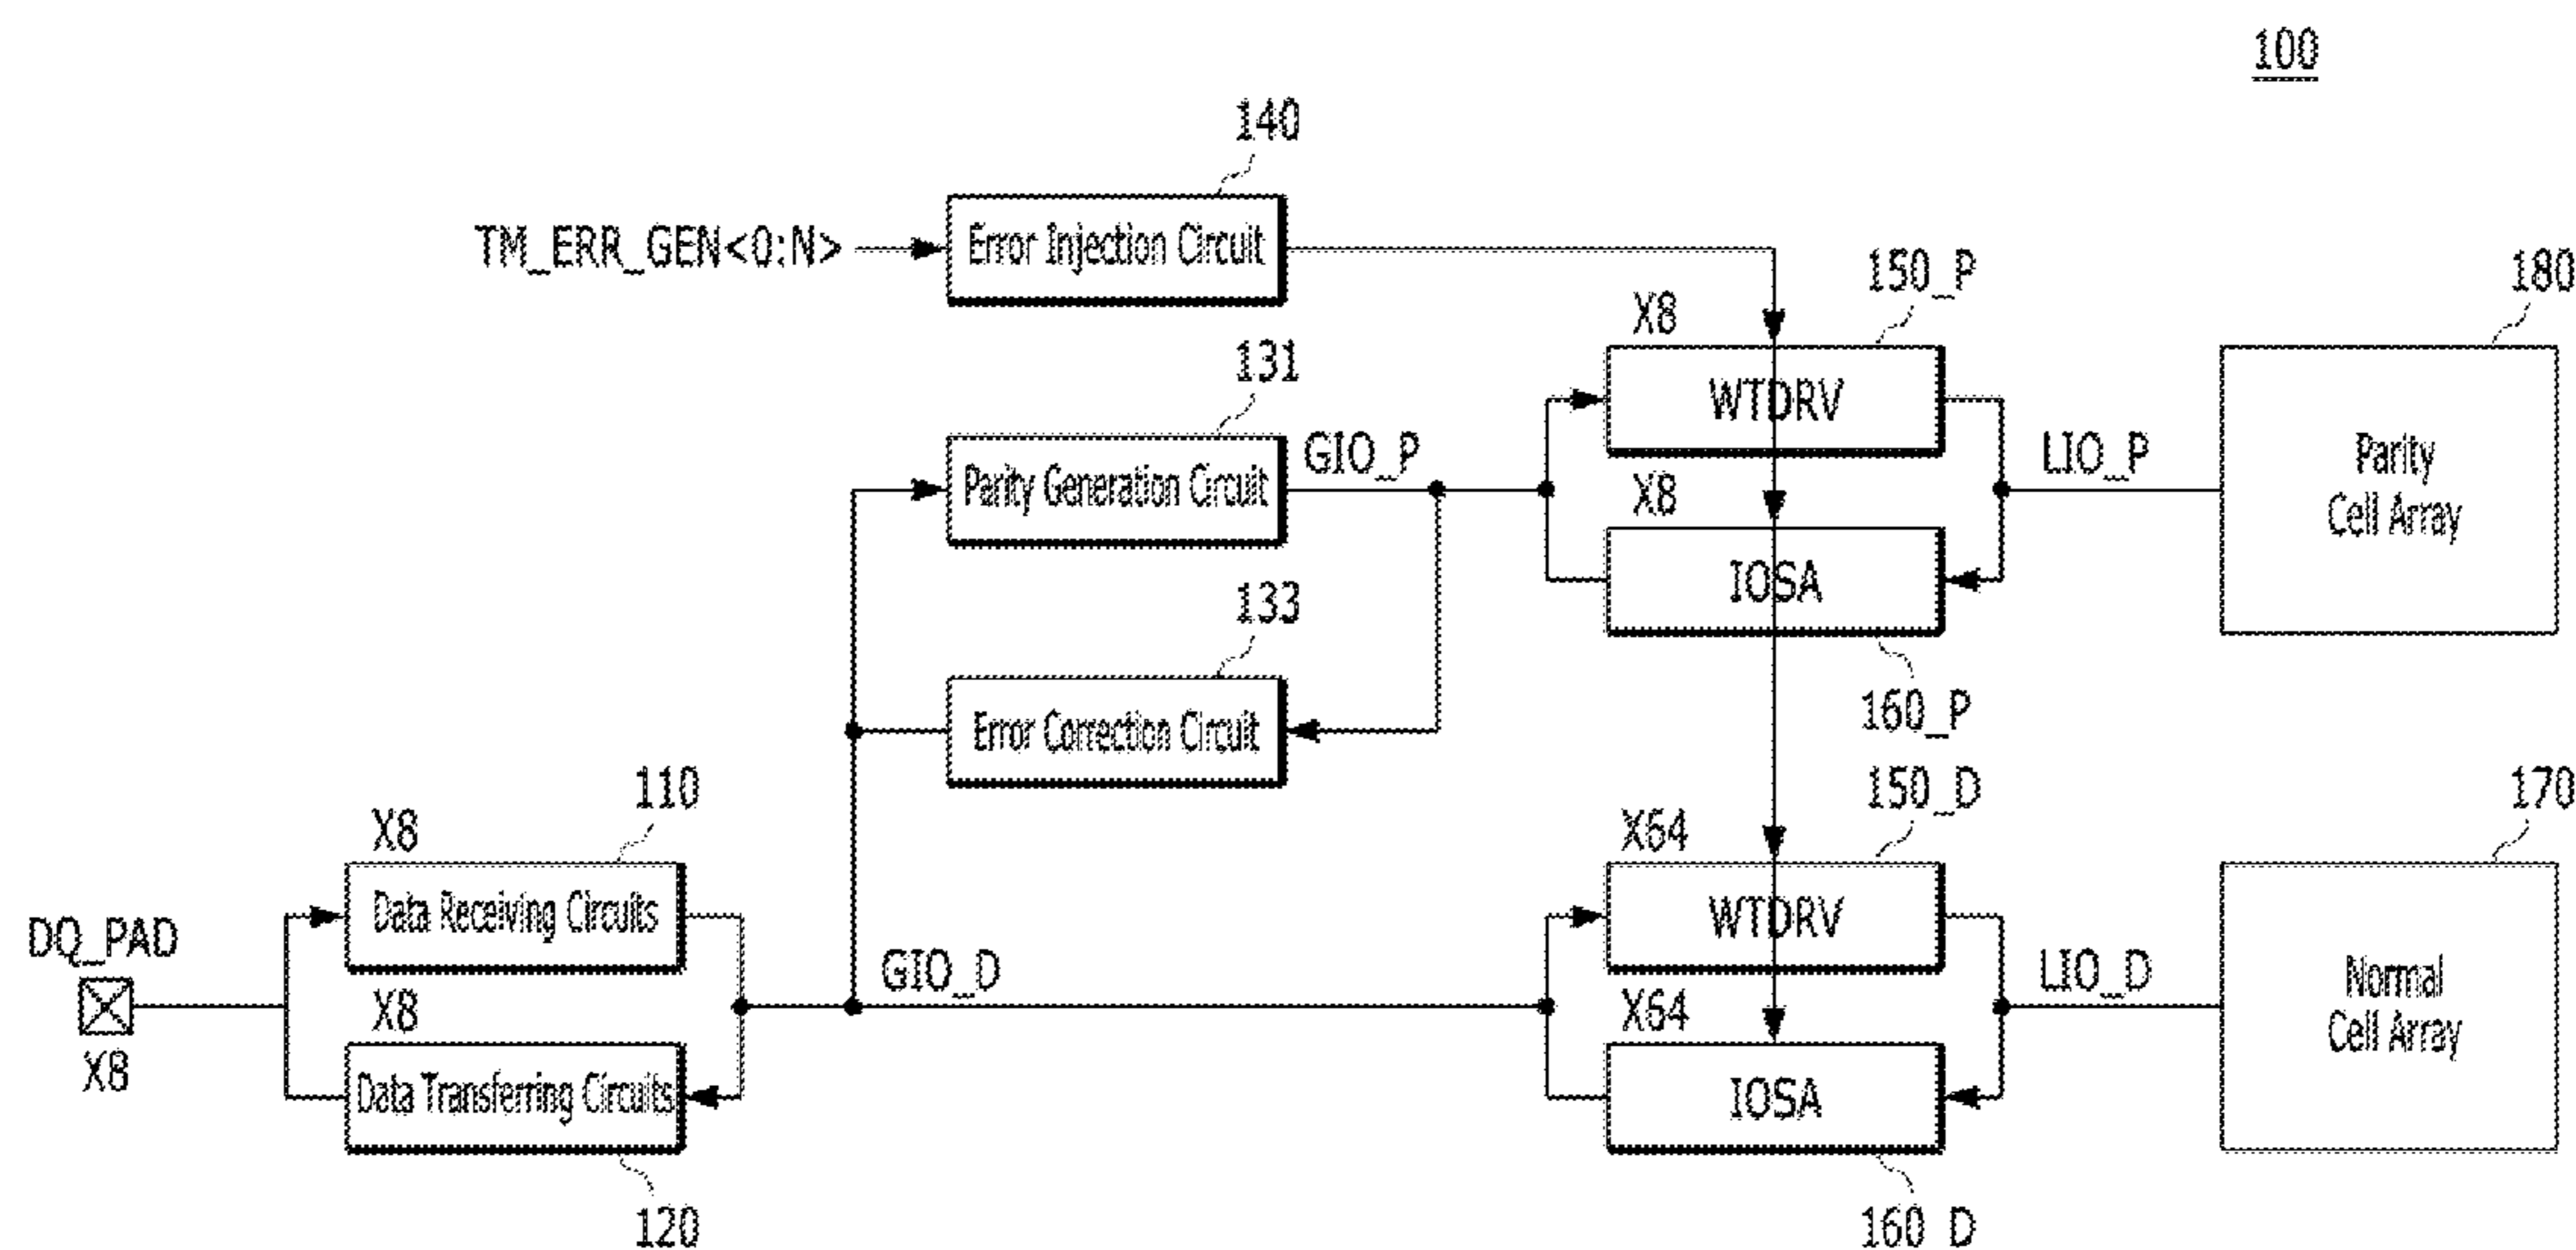 100
140
TM_ERR_GEN<0:N>
Error Injection Circuit
150_P
180
X8
131
WTDRV
Parity
Cell Array
GIO_P
LIO_P
Parity Generation Circuit
X8
IOSA
133
160_P
Error Correction Circuit
110
150_D
170
X8
X64
Data Receiving Circuits
WTDRV
DQ_PAD
GIO_D
LIO_D
Normal
Cell Array
X8
X64
X8
Data Transferring Circuits
IOSA
120
160_D